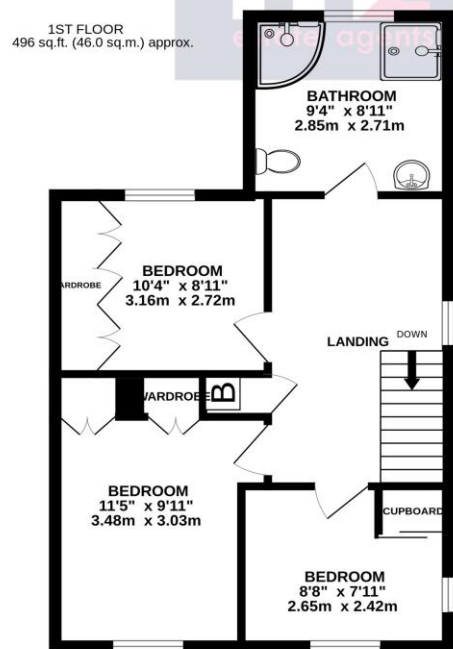 1ST FLOOR
496 sq.ft. (46.0 sq.m.) approx.
estate agents
BATHROOM
9'4" x 8'11"
2.85m x 2.71m
BEDROOM
10'4" x 8'11"
3.16m x 2.72m
ARDROBE
LANDING
DOWN
WARDROBE
B
BEDROOM
11'5" x 9'11"
3.48m x 3.03m
CUPBOARD
BEDROOM
8'8" x 7'11"
2.65m x 2.42m